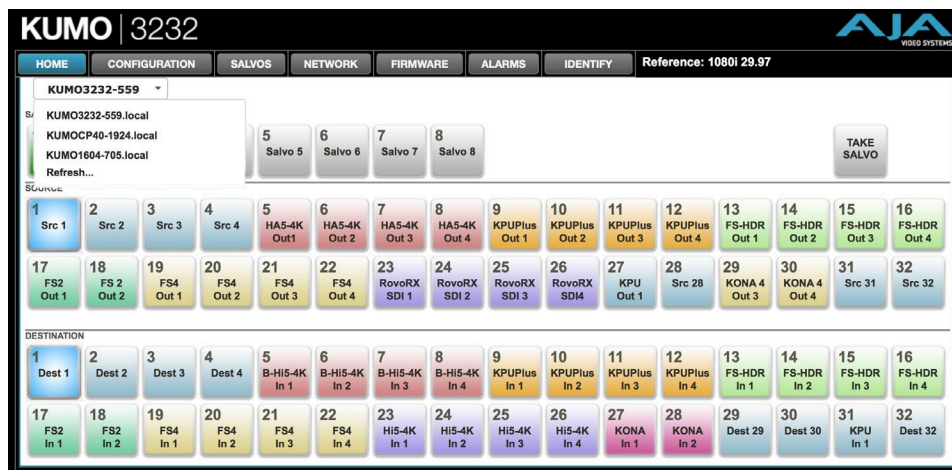 KUMO | 3232
AJA
VIDEO SYSTEMS
HOME CONFIGURATION SALVOS NETWORK FIRMWARE ALARMS IDENTIFY Reference: 1080i 29.97
KUMO3232-559
KUMO3232-559.local
KUMOCP40-1924.local
KUMO1604-705.local
Refresh...
5 6 7 8
Salvo 5 Salvo 6 Salvo 7 Salvo 8
TAKE
SALVO
SOURCE
1 2 3 4 5 6 7 8 9 10 11 12 13 14 15 16
Src 1 Src 2 Src 3 Src 4 HA5-4K HA5-4K HA5-4K HA5-4K KPUPlus KPUPlus KPUPlus KPUPlus FS-HDR FS-HDR FS-HDR FS-HDR
Out1 Out 2 Out 3 Out 4 Out 1 Out 2 Out 3 Out 4 Out 1 Out 2 Out 3 Out 4
17 18 19 20 21 22 23 24 25 26 27 28 29 30 31 32
FS2 FS 2 FS4 FS4 FS4 FS4 RovoRX RovoRX RovoRX RovoRX KPU Src 28 KONA 4 KONA 4 Src 31 Src 32
Out 1 Out 2 Out 1 Out 2 Out 3 Out 4 SDI 1 SDI 2 SDI 3 SDI4 Out 1 Out 3 Out 4
DESTINATION
1 2 3 4 5 6 7 8 9 10 11 12 13 14 15 16
Dest 1 Dest 2 Dest 3 Dest 4 B-Hi5-4K B-Hi5-4K B-Hi5-4K B-Hi5-4K KPUPlus KPUPlus KPUPlus KPUPlus FS-HDR FS-HDR FS-HDR FS-HDR
In 1 In 2 In 3 In 4 In 1 In 2 In 3 In 4 In 1 In 2 In 3 In 4
17 18 19 20 21 22 23 24 25 26 27 28 29 30 31 32
FS2 FS2 FS4 FS4 FS4 FS4 Hi5-4K Hi5-4K Hi5-4K Hi5-4K KONA KONA Dest 29 Dest 30 KPU Dest 32
In 1 In 2 In 1 In 2 In 3 In 4 In 1 In 2 In 3 In 4 In 1 In 2 In 1